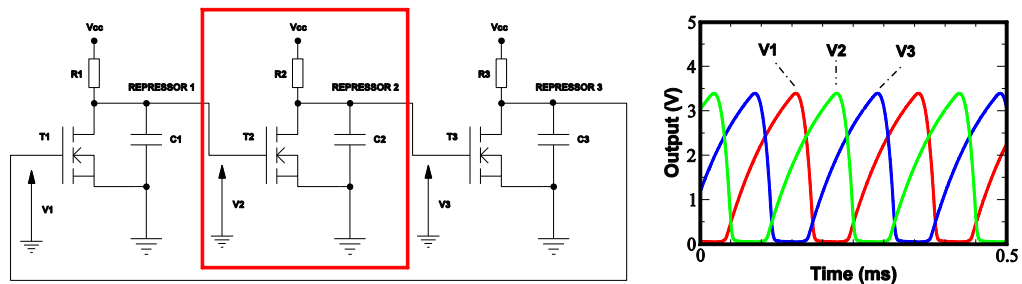 Vcc
Vcc
Vcc
R1
REPRESSOR 1
R2
REPRESSOR 2
R3
REPRESSOR 3
T1
C1
T2
C2
T3
C3
V1
V2
V3
5
4
3
2
1
0
V1
V2
V3
Output (V)
0
0.5
Time (ms)